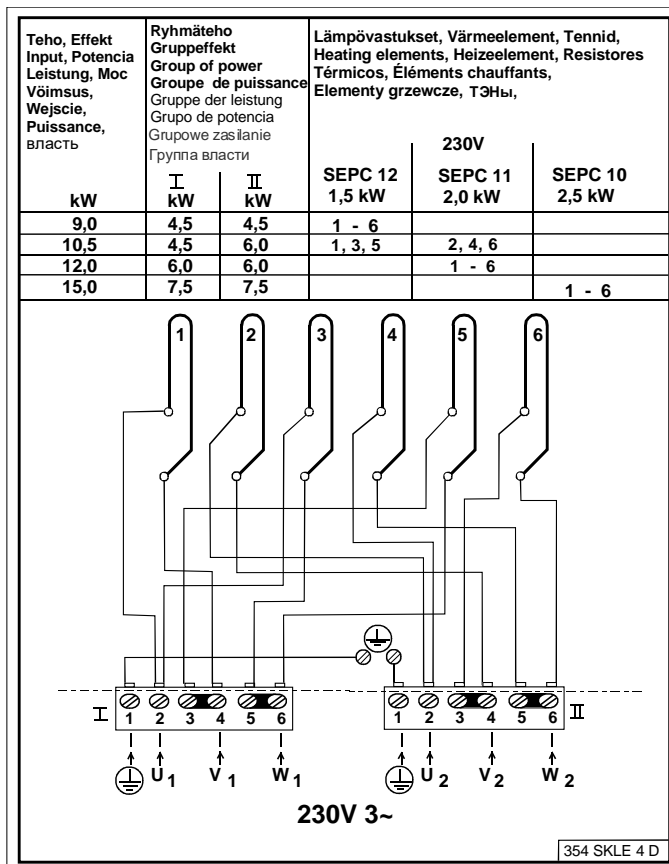 Teho, Effekt
Input, Potencia
Leistung, Moc
Vöimsus,
Wejscie,
Puissance,
власть
kW
Ryhmäteho
Gruppeffekt
Group of power
Groupe de puissance
Gruppe der leistung
Grupo de potencia
Grupowe zasilanie
Группа власти
I II
kW kW
Lämpövastukset, Värmeelement, Tennid,
Heating elements, Heizeelement, Resistores
Térmicos, Éléments chauffants,
Elementy grzewcze, ТЭНы,
230V
SEPC 12 SEPC 11 SEPC 10
1,5 kW 2,0 kW 2,5 kW
9,0 4,5 4,5 1 - 6
10,5 4,5 6,0 1, 3, 5 2, 4, 6
12,0 6,0 6,0 1 - 6
15,0 7,5 7,5 1 - 6
1 2 3 4 5 6
I 1 2 3 4 5 6
1 2 3 4 5 6 II
U1 V1 W1 U2 V2 W2
230V 3~
354 SKLE 4 D